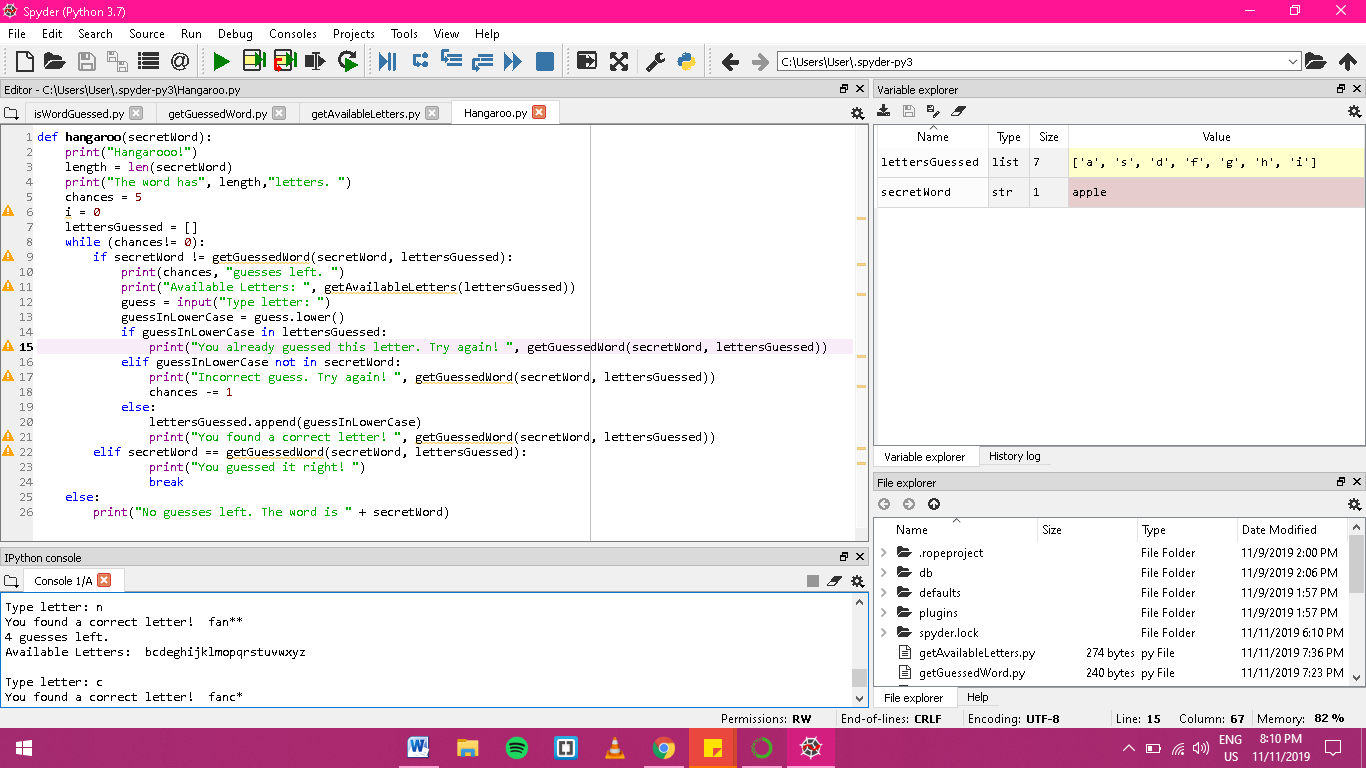 Spyder (Python 3.7)
File Edit Search Source Run Debug Consoles Projects Tools View Help
C:\Users\User\.spyder-py3
Editor - C:\Users\User\.spyder-py3\Hangaroo.py
isWordGuessed.py getGuessedWord.py getAvailableLetters.py Hangaroo.py
1 def hangaroo(secretWord):
2     print("Hangarooo!")
3     length = len(secretWord)
4     print("The word has", length,"letters. ")
5     chances = 5
6     i = 0
7     lettersGuessed = []
8     while (chances!= 0):
9         if secretWord != getGuessedWord(secretWord, lettersGuessed):
10             print(chances, "guesses left. ")
11             print("Available Letters: ", getAvailableLetters(lettersGuessed))
12             guess = input("Type letter: ")
13             guessInLowerCase = guess.lower()
14             if guessInLowerCase in lettersGuessed:
15                 print("You already guessed this letter. Try again! ", getGuessedWord(secretWord, lettersGuessed))
16             elif guessInLowerCase not in secretWord:
17                 print("Incorrect guess. Try again! ", getGuessedWord(secretWord, lettersGuessed))
18                 chances -= 1
19             else:
20                 lettersGuessed.append(guessInLowerCase)
21                 print("You found a correct letter! ", getGuessedWord(secretWord, lettersGuessed))
22         elif secretWord == getGuessedWord(secretWord, lettersGuessed):
23                 print("You guessed it right! ")
24                 break
25     else:
26         print("No guesses left. The word is " + secretWord)
IPython console
Console 1/A
Type letter: n
You found a correct letter!  fan**
4 guesses left.
Available Letters:  bcdeghijklmopqrstuvwxyz
Type letter: c
You found a correct letter!  fanc*
Variable explorer
Name Type Size Value
lettersGuessed list 7 ['a', 's', 'd', 'f', 'g', 'h', 'i']
secretWord str 1 apple
Variable explorer History log
File explorer
Name Size Type Date Modified
.ropeproject File Folder 11/9/2019 2:00 PM
db File Folder 11/9/2019 2:06 PM
defaults File Folder 11/9/2019 1:57 PM
plugins File Folder 11/9/2019 1:57 PM
spyder.lock File Folder 11/11/2019 6:10 PM
getAvailableLetters.py 274 bytes py File 11/11/2019 7:36 PM
getGuessedWord.py 240 bytes py File 11/11/2019 7:23 PM
File explorer Help
Permissions: RW End-of-lines: CRLF Encoding: UTF-8 Line: 15 Column: 67 Memory: 82 %
ENG
US
8:10 PM
11/11/2019